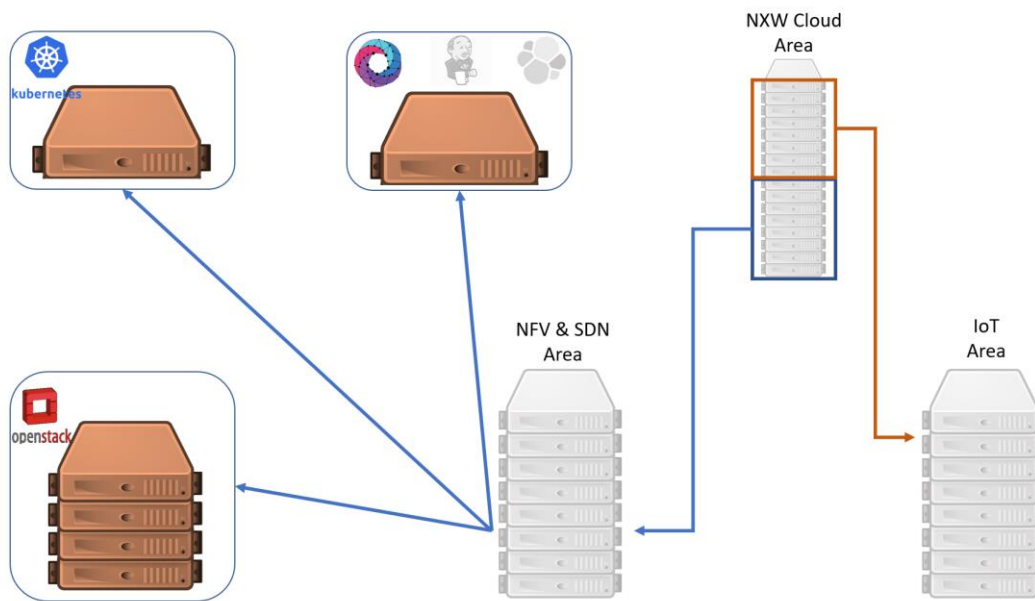 kubernetes
NXW Cloud
Area
NFV & SDN
Area
IoT
Area
openstack